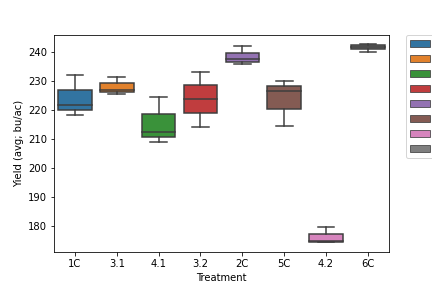 240
230
220
210
200
190
180
Yield (avg; bu/ac)
1C 3.1 4.1 3.2 2C 5C 4.2 6C
Treatment